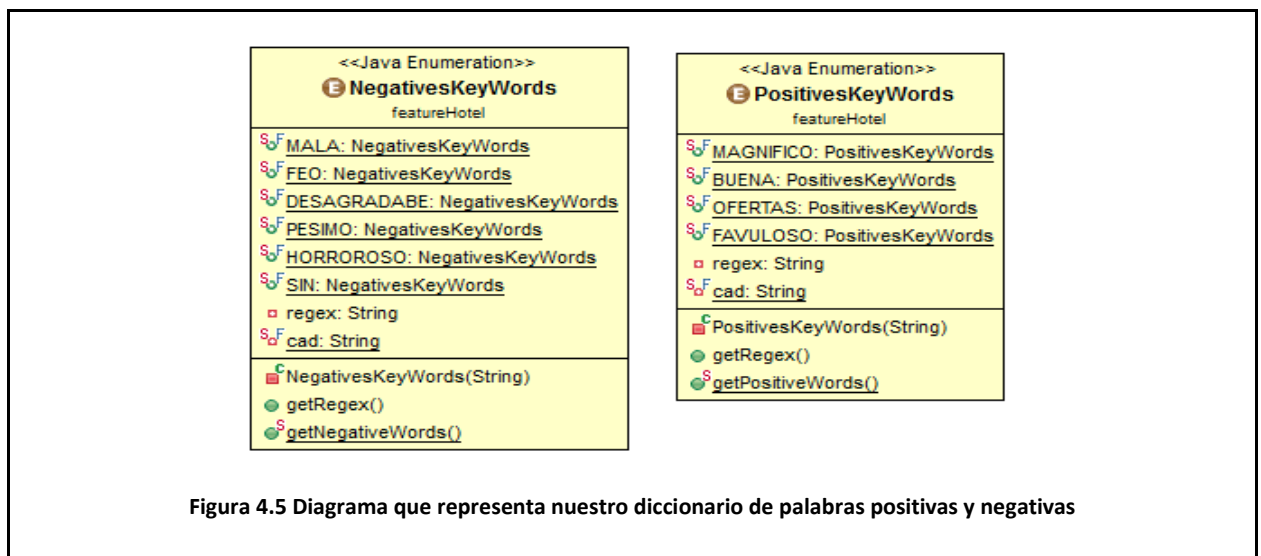 <<Java Enumeration>>
NegativesKeyWords
featureHotel
MALA: NegativesKeyWords
FEO: NegativesKeyWords
DESAGRADABE: NegativesKeyWords
PESIMO: NegativesKeyWords
HORROROSO: NegativesKeyWords
SIN: NegativesKeyWords
regex: String
cad: String
NegativesKeyWords(String)
getRegex()
getNegativeWords()
<<Java Enumeration>>
PositivesKeyWords
featureHotel
MAGNIFICO: PositivesKeyWords
BUENA: PositivesKeyWords
OFERTAS: PositivesKeyWords
FAVULOSO: PositivesKeyWords
regex: String
cad: String
PositivesKeyWords(String)
getRegex()
getPositiveWords()
Figura 4.5 Diagrama que representa nuestro diccionario de palabras positivas y negativas